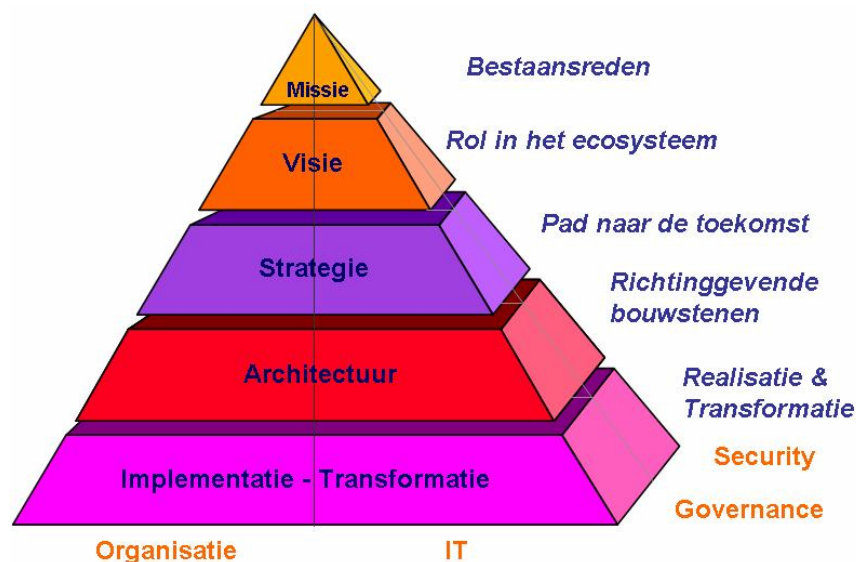 Missie
Bestaansreden
Visie
Rol in het ecosysteem
Strategie
Pad naar de toekomst
Architectuur
Richtinggevende
bouwstenen
Implementatie - Transformatie
Realisatie &
Transformatie
Security
Governance
Organisatie
IT